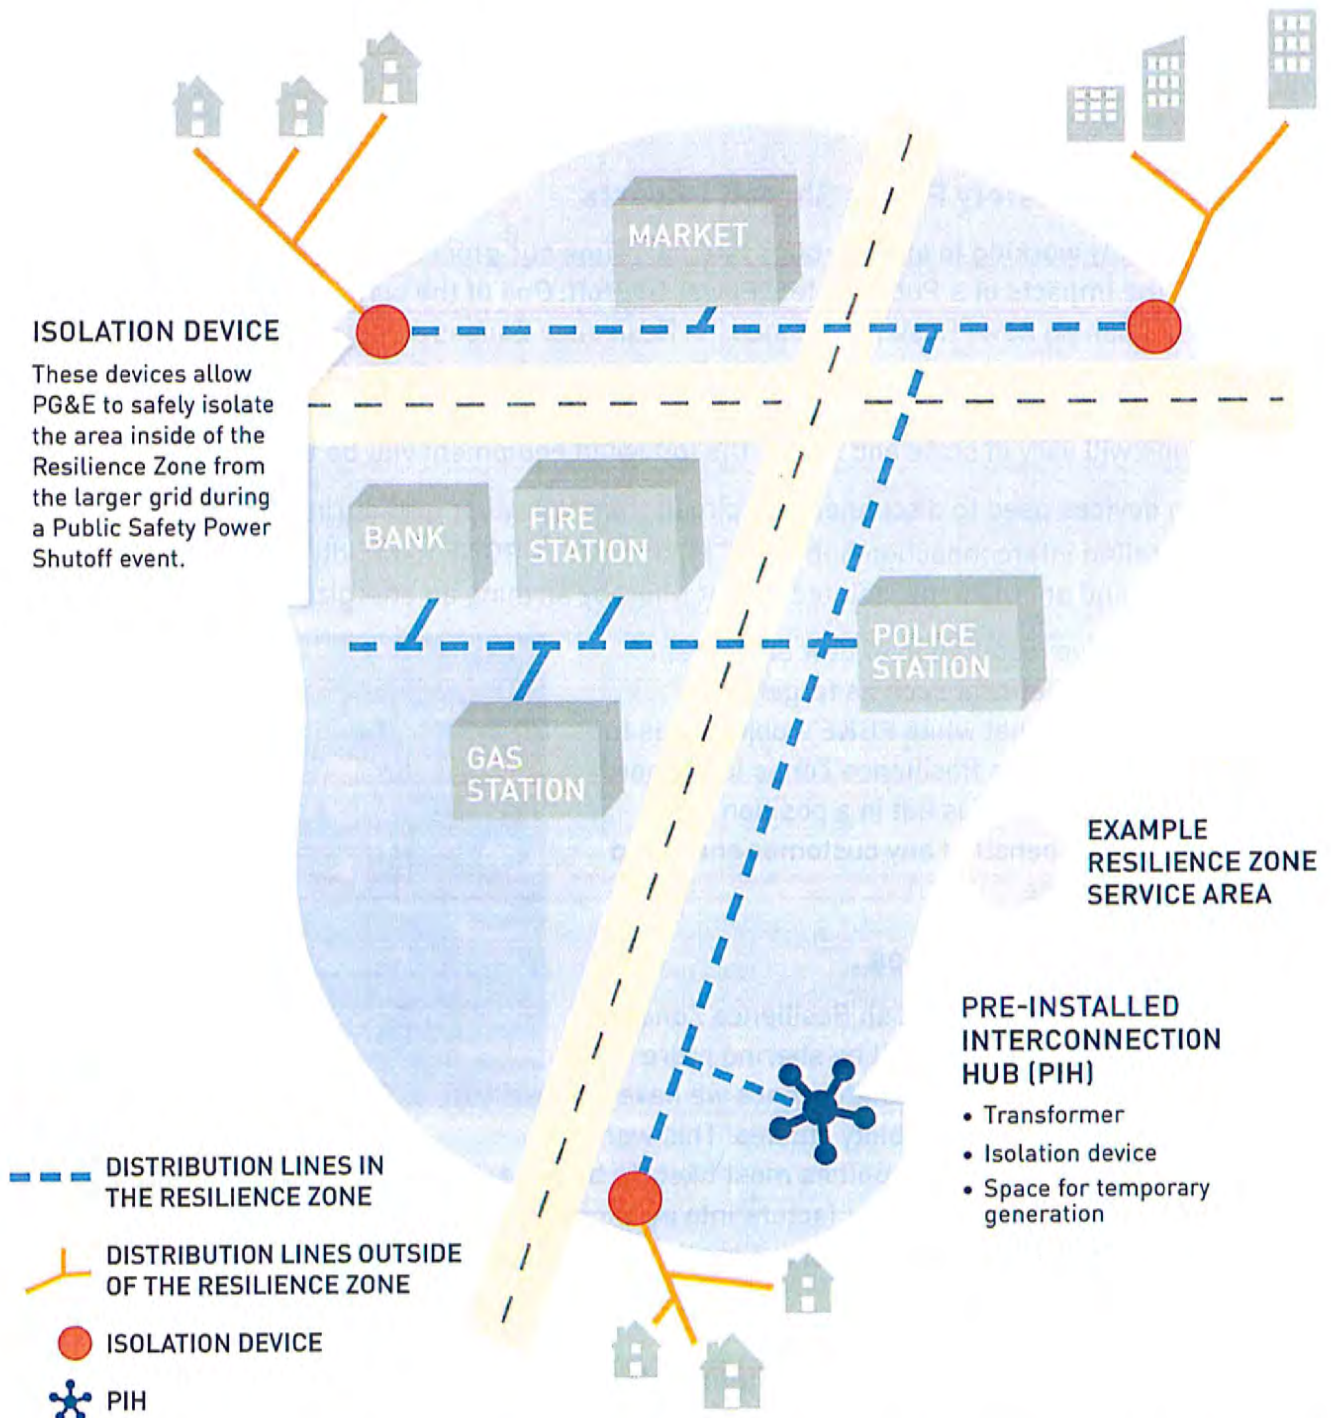 MARKET
ISOLATION DEVICE
These devices allow
PG&E to safely isolate
the area inside of the
Resilience Zone from
the larger grid during
a Public Safety Power
Shutoff event.
BANK
FIRE
STATION
POLICE
STATION
GAS
STATION
EXAMPLE
RESILIENCE ZONE
SERVICE AREA
PRE-INSTALLED
INTERCONNECTION
HUB (PIH)
• Transformer
• Isolation device
• Space for temporary
generation
DISTRIBUTION LINES IN
THE RESILIENCE ZONE
DISTRIBUTION LINES OUTSIDE
OF THE RESILIENCE ZONE
ISOLATION DEVICE
PIH